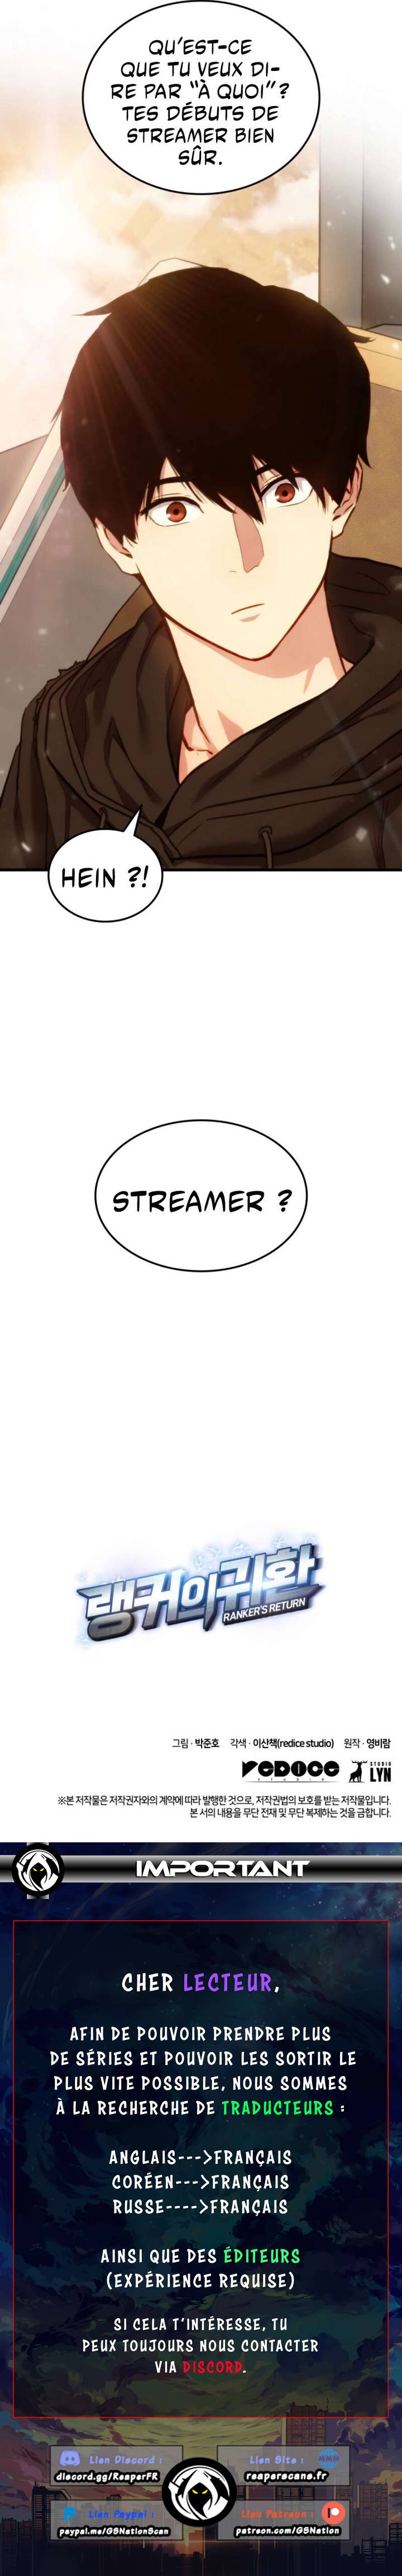 QU'EST-CE
QUE TU VEUX DI-
RE PAR "À QUOI"?
TES DÉBUTS DE
STREAMER BIEN
SÛR.
HEIN ?!
STREAMER ?
랭커의 귀환
RANKER'S RETURN
그림 · 박준호 각색 · 이산책(redice studio) 원작 · 영비람
redice
STUDIO
STUDIO
LYN
※본 저작물은 저작권자와의 계약에 따라 발행한 것으로, 저작권법의 보호를 받는 저작물입니다.
본 서의 내용을 무단 전재 및 무단 복제하는 것을 금합니다.
IMPORTANT
CHER LECTEUR,
AFIN DE POUVOIR PRENDRE PLUS
DE SÉRIES ET POUVOIR LES SORTIR LE
PLUS VITE POSSIBLE, NOUS SOMMES
À LA RECHERCHE DE TRADUCTEURS :
ANGLAIS--->FRANÇAIS
CORÉEN--->FRANÇAIS
RUSSE---->FRANÇAIS
AINSI QUE DES ÉDITEURS
(EXPÉRIENCE REQUISE)
SI CELA T'INTÉRESSE, TU
PEUX TOUJOURS NOUS CONTACTER
VIA DISCORD.
Lien Discord :
discord.gg/ReaperFR
Lien Site :
reaperscans.fr
Lien Paypal :
paypal.me/GSNationScan
Lien Patreon :
patreon.com/GSNation